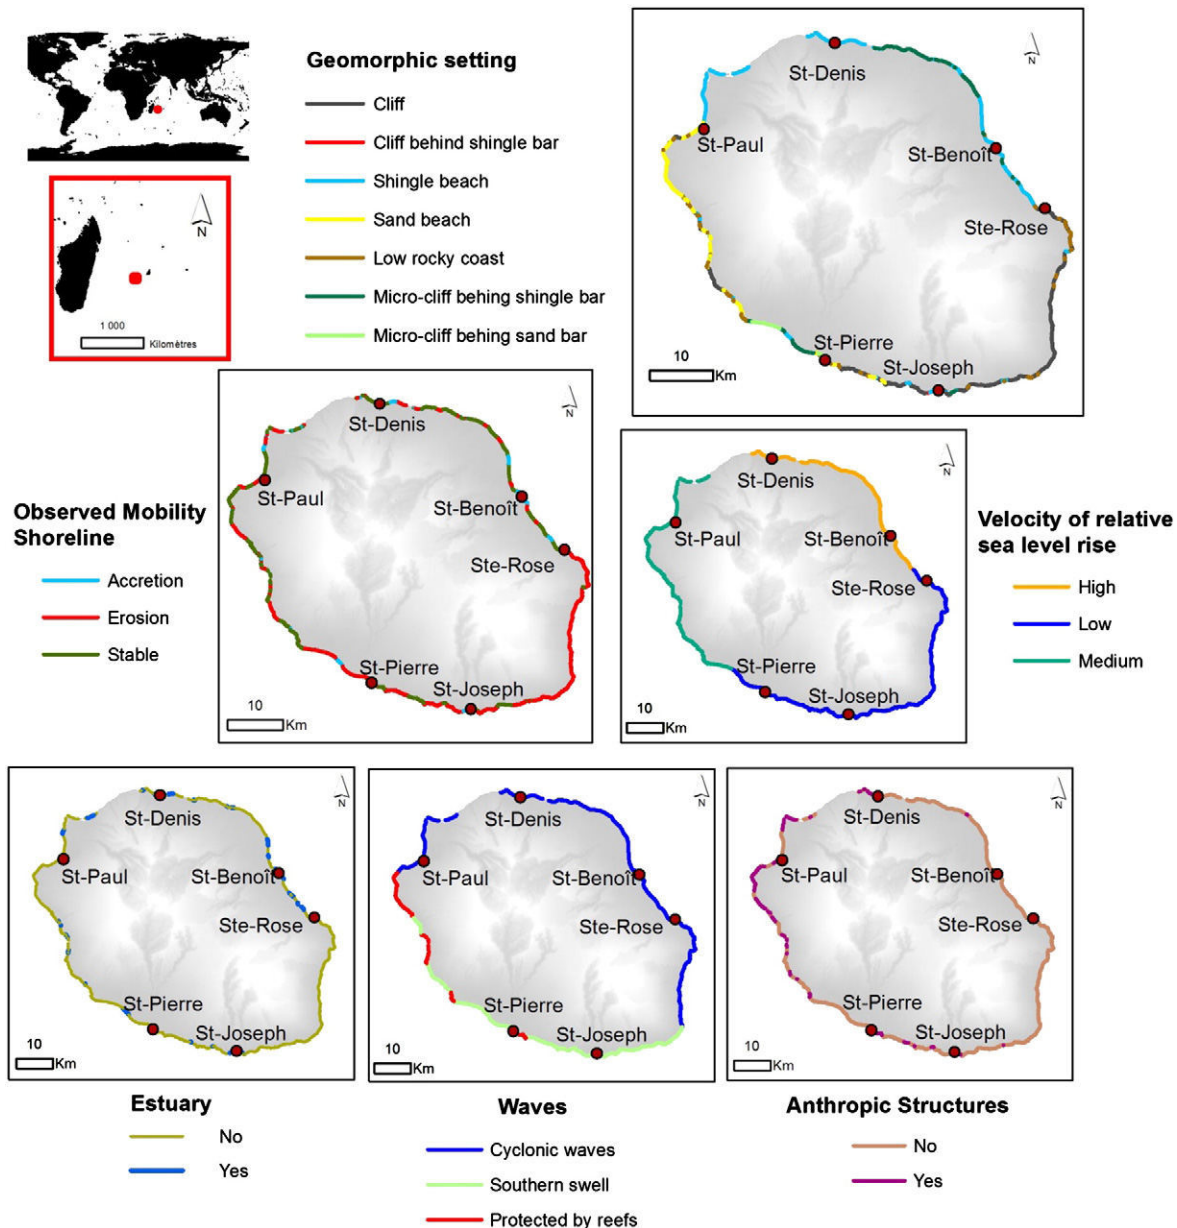 Geomorphic setting
Cliff
Cliff behind shingle bar
Shingle beach
Sand beach
Low rocky coast
Micro-cliff behing shingle bar
Micro-cliff behing sand bar
N
1 000
Kilomètres
N
St-Denis
St-Paul
St-Benoît
Ste-Rose
St-Pierre
St-Joseph
10
Km
Observed Mobility
Shoreline
Accretion
Erosion
Stable
N
St-Denis
St-Paul
St-Benoît
Ste-Rose
St-Pierre
St-Joseph
10
Km
N
St-Denis
St-Paul
St-Benoît
Ste-Rose
St-Pierre
St-Joseph
10
Km
Velocity of relative
sea level rise
High
Low
Medium
N
St-Denis
St-Paul
St-Benoît
Ste-Rose
St-Pierre
St-Joseph
10
Km
Estuary
No
Yes
N
St-Denis
St-Paul
St-Benoît
Ste-Rose
St-Pierre
St-Joseph
10
Km
Waves
Cyclonic waves
Southern swell
Protected by reefs
N
St-Denis
St-Paul
St-Benoît
Ste-Rose
St-Pierre
St-Joseph
10
Km
Anthropic Structures
No
Yes